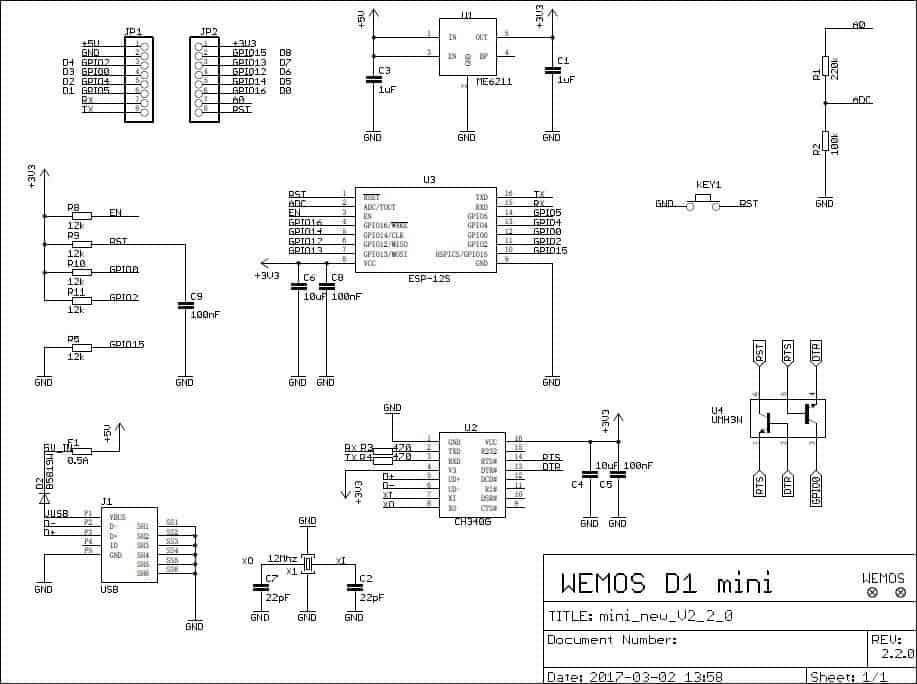 JP1
+5V 1
GND 2
D4 GPIO2 3
D3 GPIO0 4
D2 GPIO4 5
D1 GPIO5 6
RX 7
TX 8
JP2
1 +3V3
2 GPIO15 D8
3 GPIO13 D7
4 GPIO12 D6
5 GPIO14 D5
6 GPIO16 D0
7 A0
8 RST
+5V
U1
+3V3
1 IN OUT 5
3 EN BP 4
GND
2
ME6211
C3
1uF
C1
1uF
GND
GND
GND
A0
R1
220k
ADC
R2
100k
GND
KEY1
GND RST
+3V3
R8
EN
12k
R9
RST
12k
R10
GPIO0
12k
R11
GPIO2
12k
C9
100nF
R5
GPIO15
12k
GND
GND
U3
RST 1 RESET TXD 16 TX
ADC 2 ADC/TOUT RXD 15 RX
EN 3 EN GPIO5 14 GPIO5
GPIO16 4 GPIO16/WAKE GPIO4 13 GPIO4
GPIO14 5 GPIO14/CLK GPIO0 12 GPIO0
GPIO12 6 GPIO12/MISO GPIO2 11 GPIO2
GPIO13 7 GPIO13/MOSI HSPICS/GPIO15 10 GPIO15
8 VCC GND 9
+3V3
ESP-12S
C6
10uF
C8
100nF
GND
GND
GND
RST
RTS
DTR
U4
UMH3N
RTS
DTR
GPIO0
GND
U2
1 GND VCC 16
RX R3 470 2 TXD R232 15
TX R4 470 3 RXD RTS# 14 RTS
4 V3 DTR# 13 DTR
D+ 5 UD+ DCD# 12
D- 6 UD- RI# 11
XI 7 XI DSR# 10
XO 8 XO CTS# 9
+3V3
CH340G
+3V3
10uF
100nF
C4
C5
GND
GND
+5V
5V_IN
F1
0.5A
D2
B5819W
J1
VUSB P1 VBUS
D- P2 D- SH1 SS1
D+ P3 D+ SH2 SS2
P4 ID SH3 SS3
P5 GND SH4 SS4
SH5 SS5
SH6 SS6
USB
GND
GND
GND
XO 12Mhz XI
X1
C7
22pF
C2
22pF
GND
GND
GND
WEMOS D1 mini
WEMOS
TITLE: mini_new_V2_2_0
Document Number:
REV:
2.2.0
Date: 2017-03-02 13:58
Sheet: 1/1